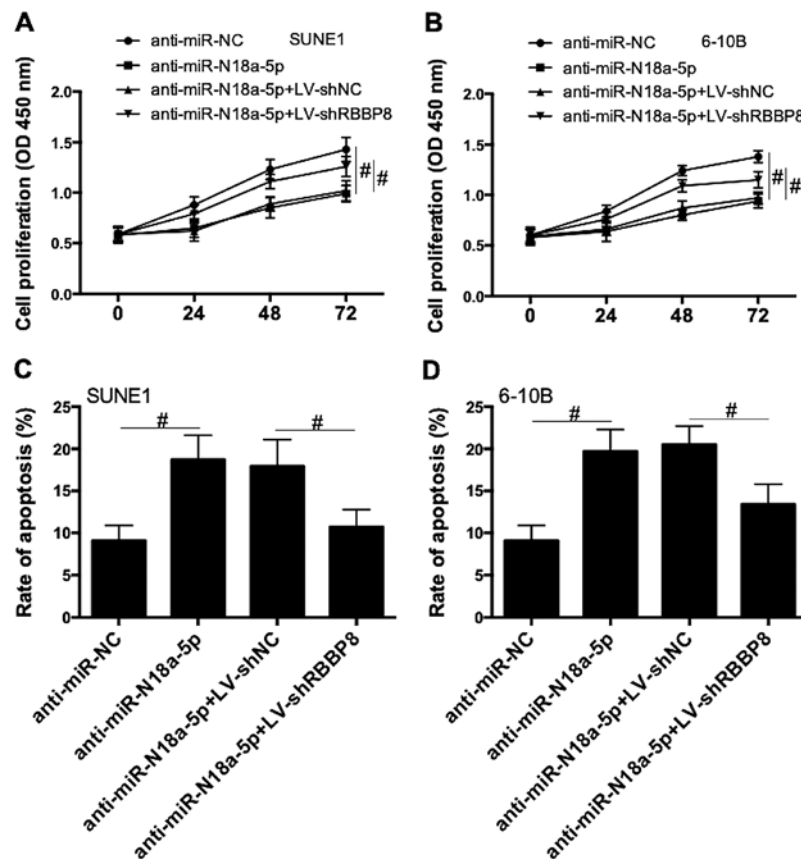 A
anti-miR-NC SUNE1
anti-miR-N18a-5p
anti-miR-N18a-5p+LV-shNC
anti-miR-N18a-5p+LV-shRBBP8
Cell proliferation (OD 450 nm)
2.0
1.5
1.0
0.5
0.0
0 24 48 72
# #
B
anti-miR-NC 6-10B
anti-miR-N18a-5p
anti-miR-N18a-5p+LV-shNC
anti-miR-N18a-5p+LV-shRBBP8
Cell proliferation (OD 450 nm)
2.0
1.5
1.0
0.5
0.0
0 24 48 72
# #
C
SUNE1
Rate of apoptosis (%)
25
20
15
10
5
0
# #
anti-miR-NC
anti-miR-N18a-5p
anti-miR-N18a-5p+LV-shNC
anti-miR-N18a-5p+LV-shRBBP8
D
6-10B
Rate of apoptosis (%)
25
20
15
10
5
0
# #
anti-miR-NC
anti-miR-N18a-5p
anti-miR-N18a-5p+LV-shNC
anti-miR-N18a-5p+LV-shRBBP8